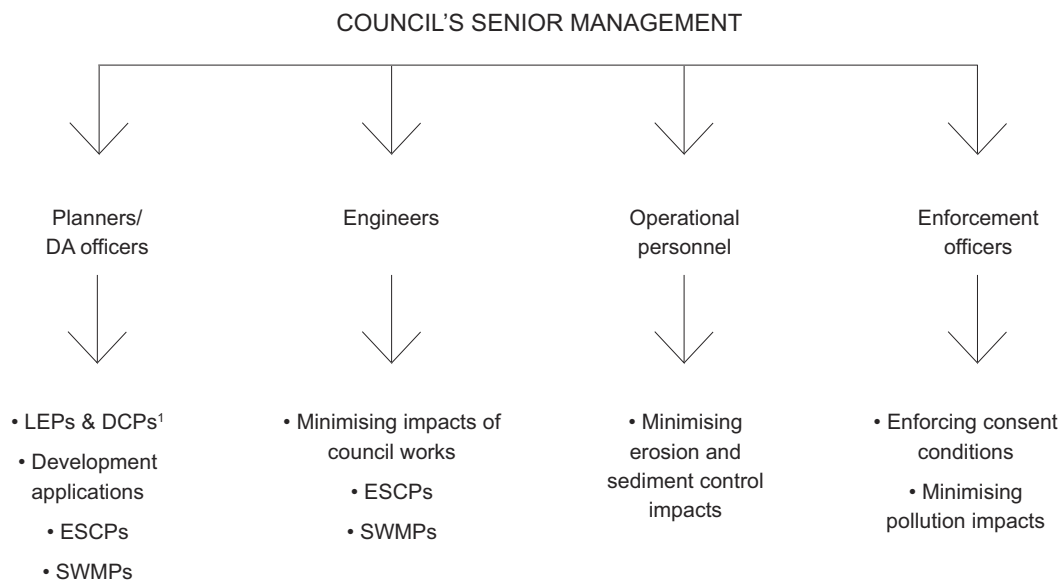 COUNCIL’S SENIOR MANAGEMENT
Planners/
DA officers
Engineers
Operational
personnel
Enforcement
officers
• LEPs & DCPs¹
• Development
applications
• ESCPs
• SWMPs
• Minimising impacts of
council works
• ESCPs
• SWMPs
• Minimising
erosion and
sediment control
impacts
• Enforcing consent
conditions
• Minimising
pollution impacts